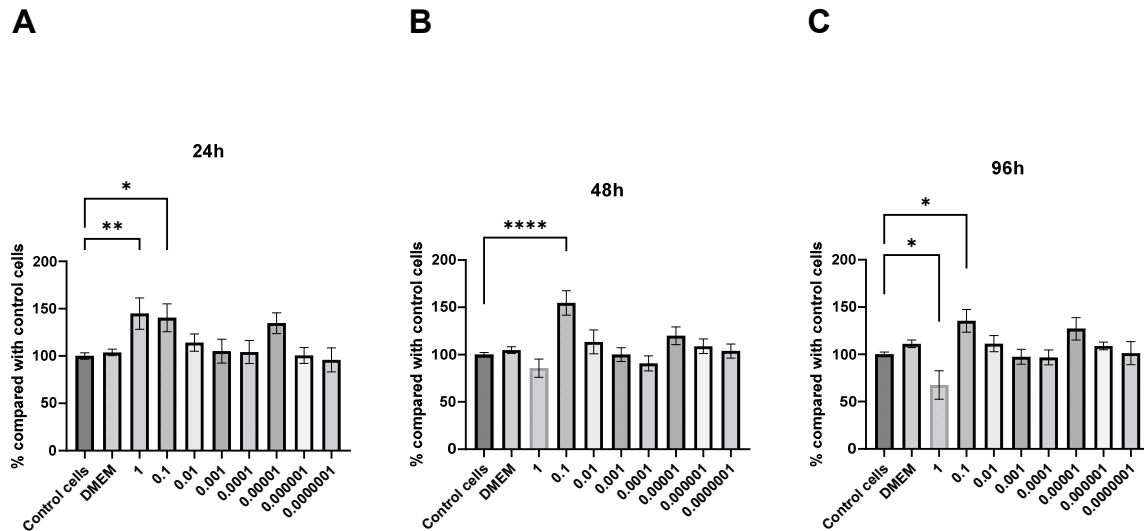 A
B
C
24h
48h
96h
*
**
****
*
*
% compared with control cells
200
150
100
50
0
Control cells
DMEM
1
0.1
0.01
0.001
0.0001
0.00001
0.000001
0.0000001
% compared with control cells
200
150
100
50
0
Control cells
DMEM
1
0.1
0.01
0.001
0.0001
0.00001
0.000001
0.0000001
% compared with control cells
200
150
100
50
0
Control cells
DMEM
1
0.1
0.01
0.001
0.0001
0.00001
0.000001
0.0000001